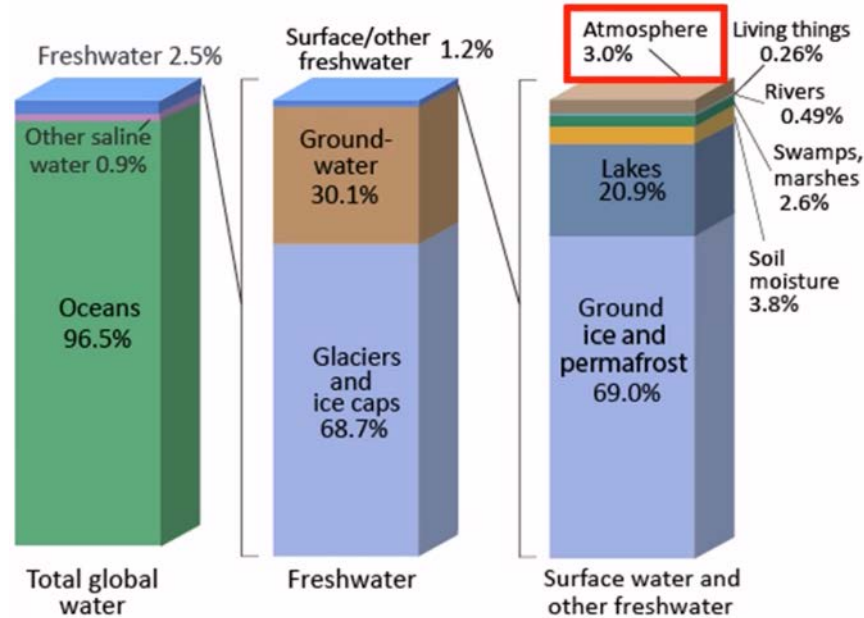 Freshwater 2.5%
Other saline
water 0.9%
Oceans
96.5%
Total global
water
Surface/other
freshwater
1.2%
Ground-
water
30.1%
Glaciers
and
ice caps
68.7%
Freshwater
Atmosphere
3.0%
Living things
0.26%
Rivers
0.49%
Swamps,
marshes
2.6%
Soil
moisture
3.8%
Lakes
20.9%
Ground
ice and
permafrost
69.0%
Surface water and
other freshwater